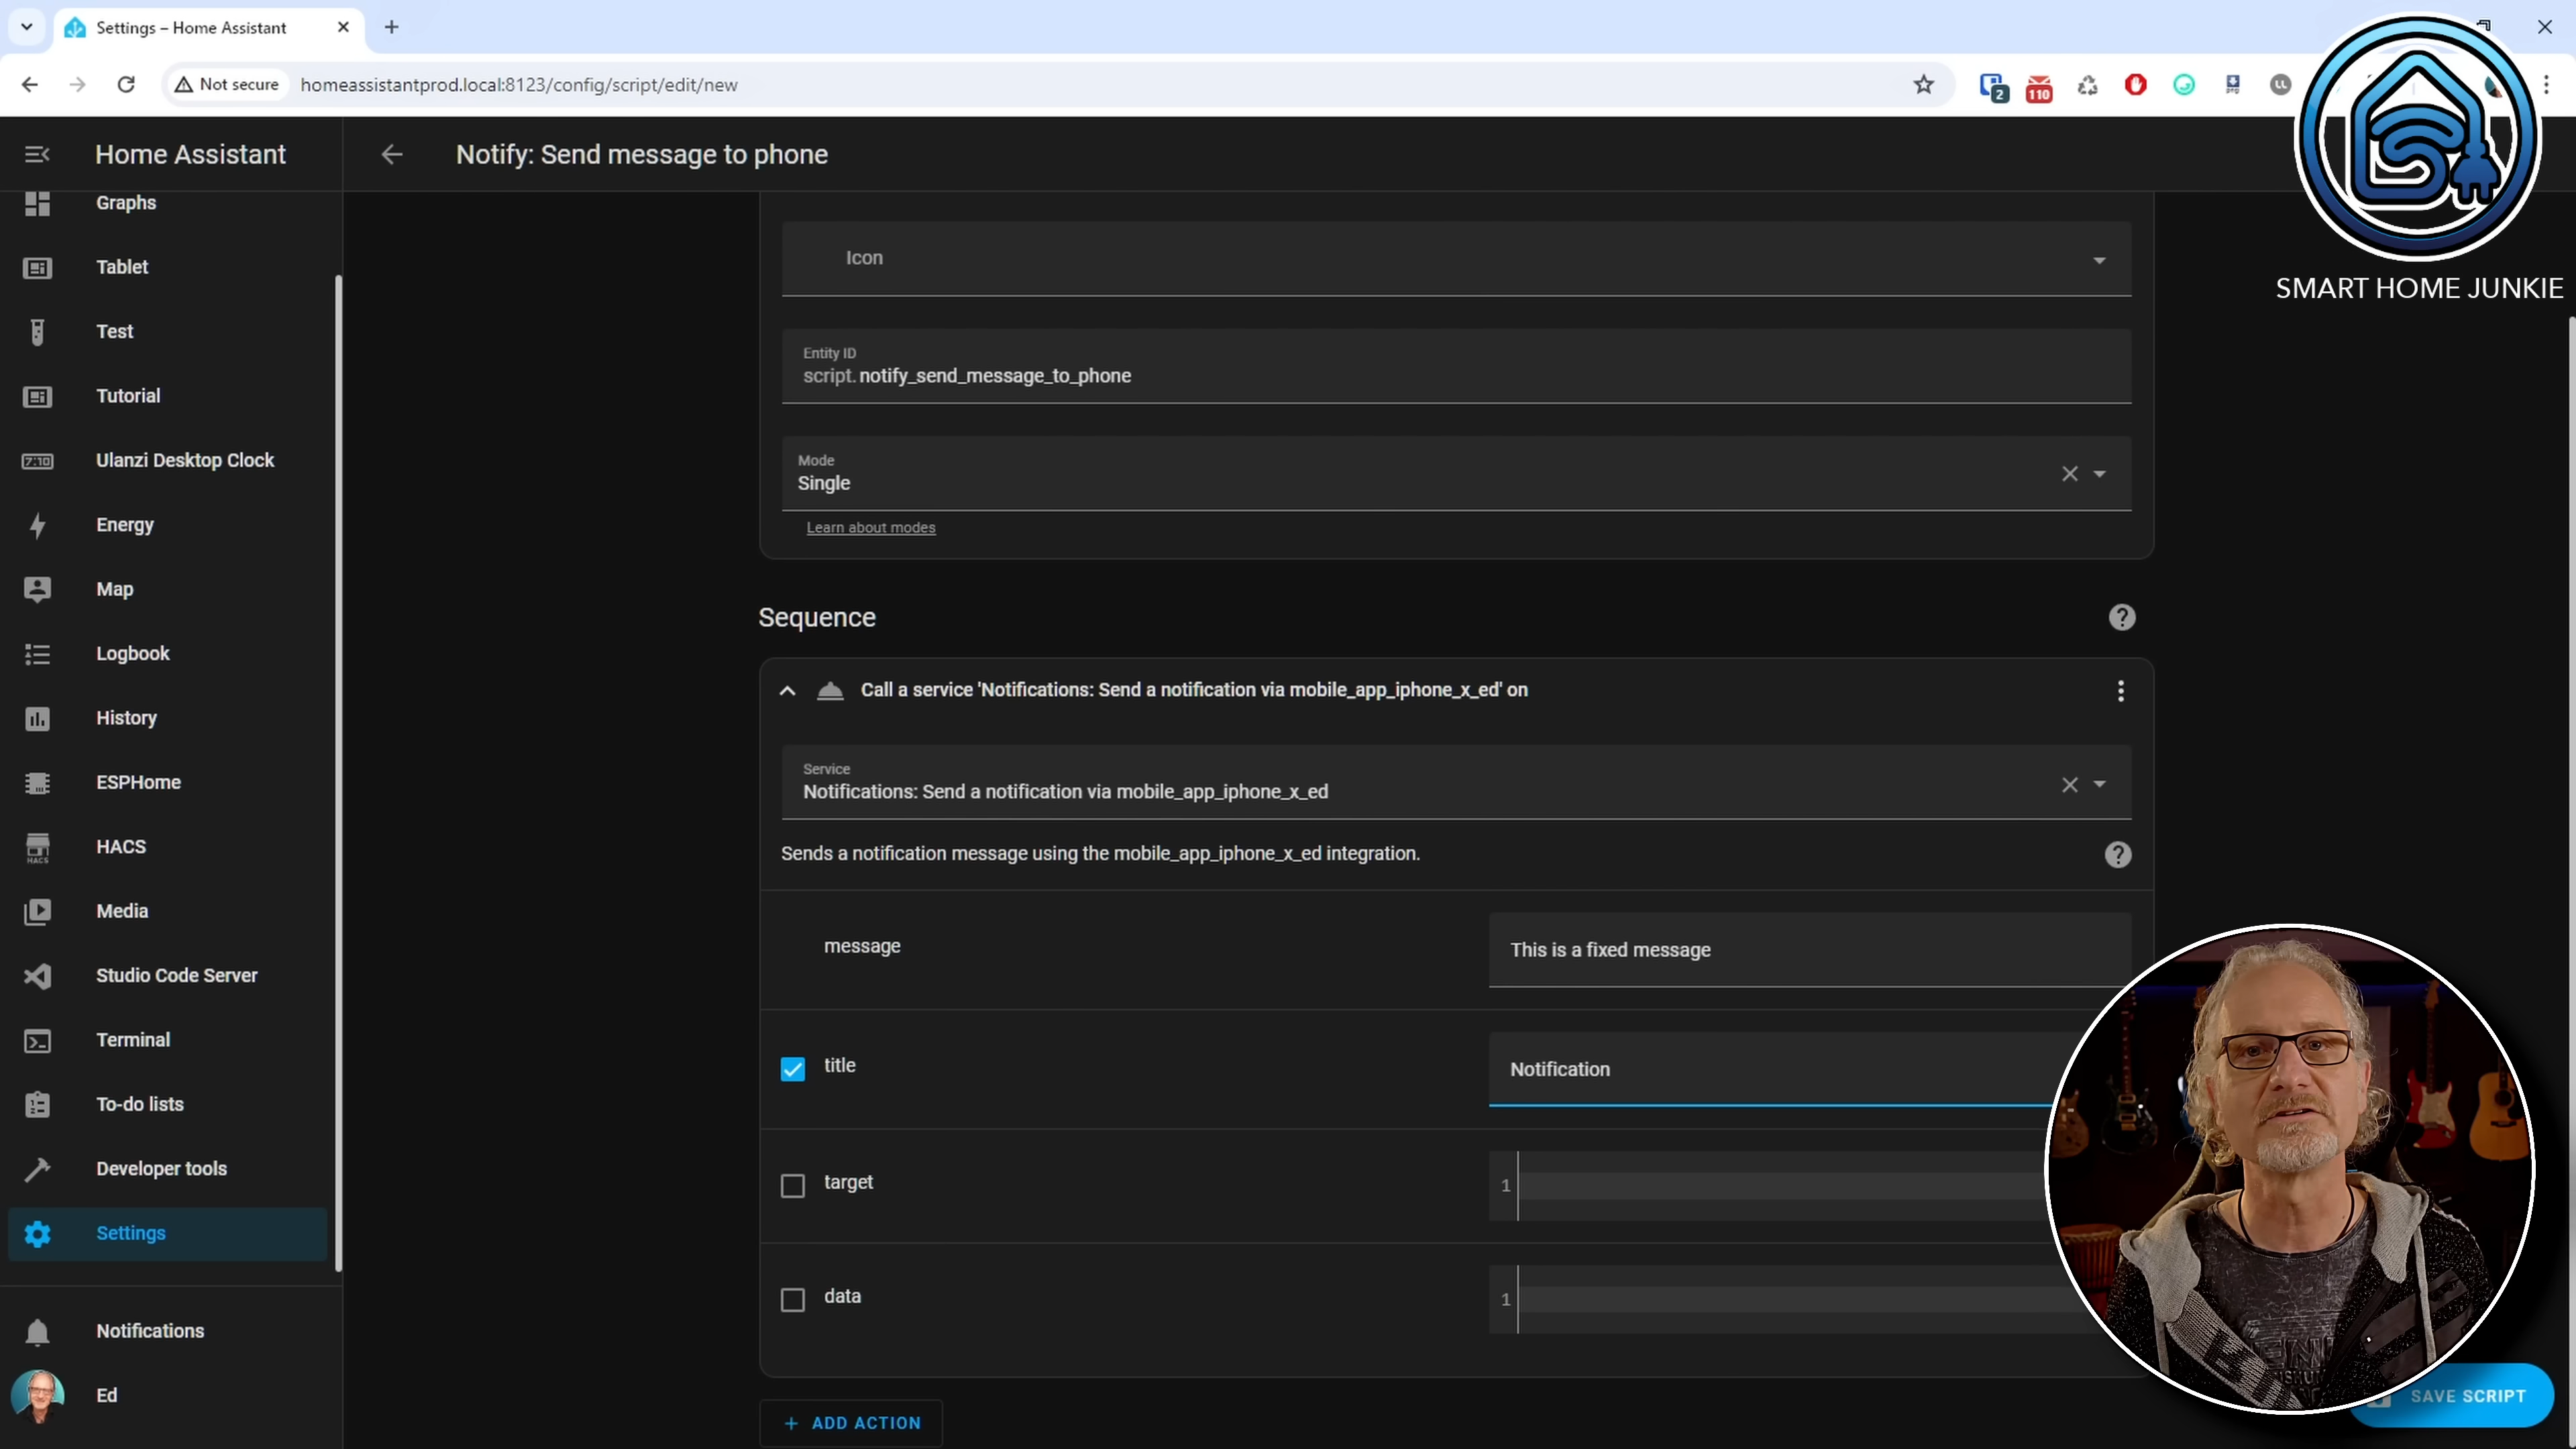 Settings – Home Assistant
Not secure
homeassistantprod.local:8123/config/script/edit/new
2
110
SMART HOME JUNKIE
Home Assistant
Notify: Send message to phone
Graphs
Tablet
Test
Tutorial
7:10
Ulanzi Desktop Clock
Energy
Map
Logbook
History
ESPHome
HACS
HACS
Media
Studio Code Server
Terminal
To-do lists
Developer tools
Settings
Notifications
Ed
Icon
Entity ID
script.notify_send_message_to_phone
Mode
Single
Learn about modes
Sequence
Call a service 'Notifications: Send a notification via mobile_app_iphone_x_ed' on
Service
Notifications: Send a notification via mobile_app_iphone_x_ed
Sends a notification message using the mobile_app_iphone_x_ed integration.
message
This is a fixed message
title
Notification
target
1
data
1
+ ADD ACTION
SAVE SCRIPT